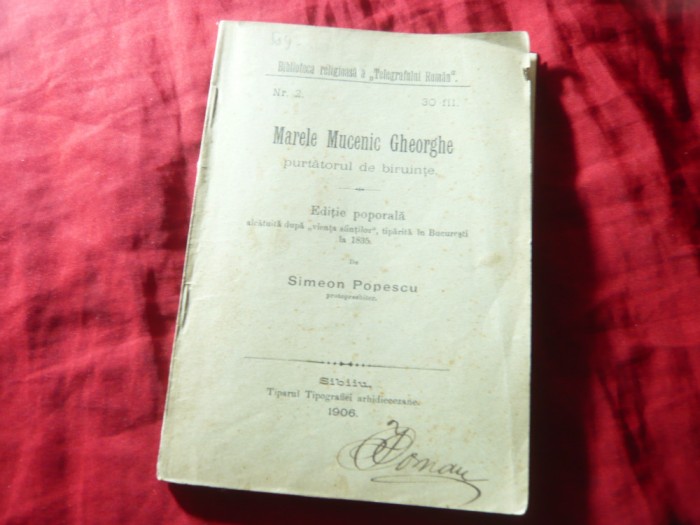 Biblioteca religioasă a „Telegrafului Român".
Nr. 2. 30 fil.
Marele Mucenic Gheorghe
purtătorul de biruințe.
Ediție poporală
alcătuită după „vieața sfinților", tipărită în București
la 1835.
De
Simeon Popescu
protopresbiter.
Sibiiu,
Tiparul Tipografiei arhidiecezane.
1906.
Roman